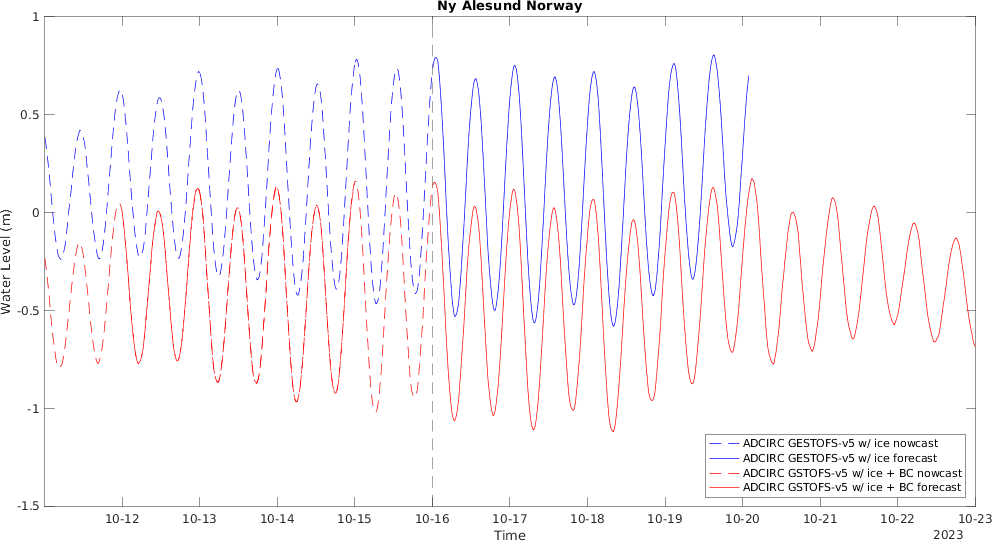 Ny Alesund Norway
1
0.5
0
-0.5
-1
-1.5
Water Level (m)
10-12 10-13 10-14 10-15 10-16 10-17 10-18 10-19 10-20 10-21 10-22 10-23
Time
2023
ADCIRC GESTOFS-v5 w/ ice nowcast
ADCIRC GESTOFS-v5 w/ ice forecast
ADCIRC GSTOFS-v5 w/ ice + BC nowcast
ADCIRC GSTOFS-v5 w/ ice + BC forecast